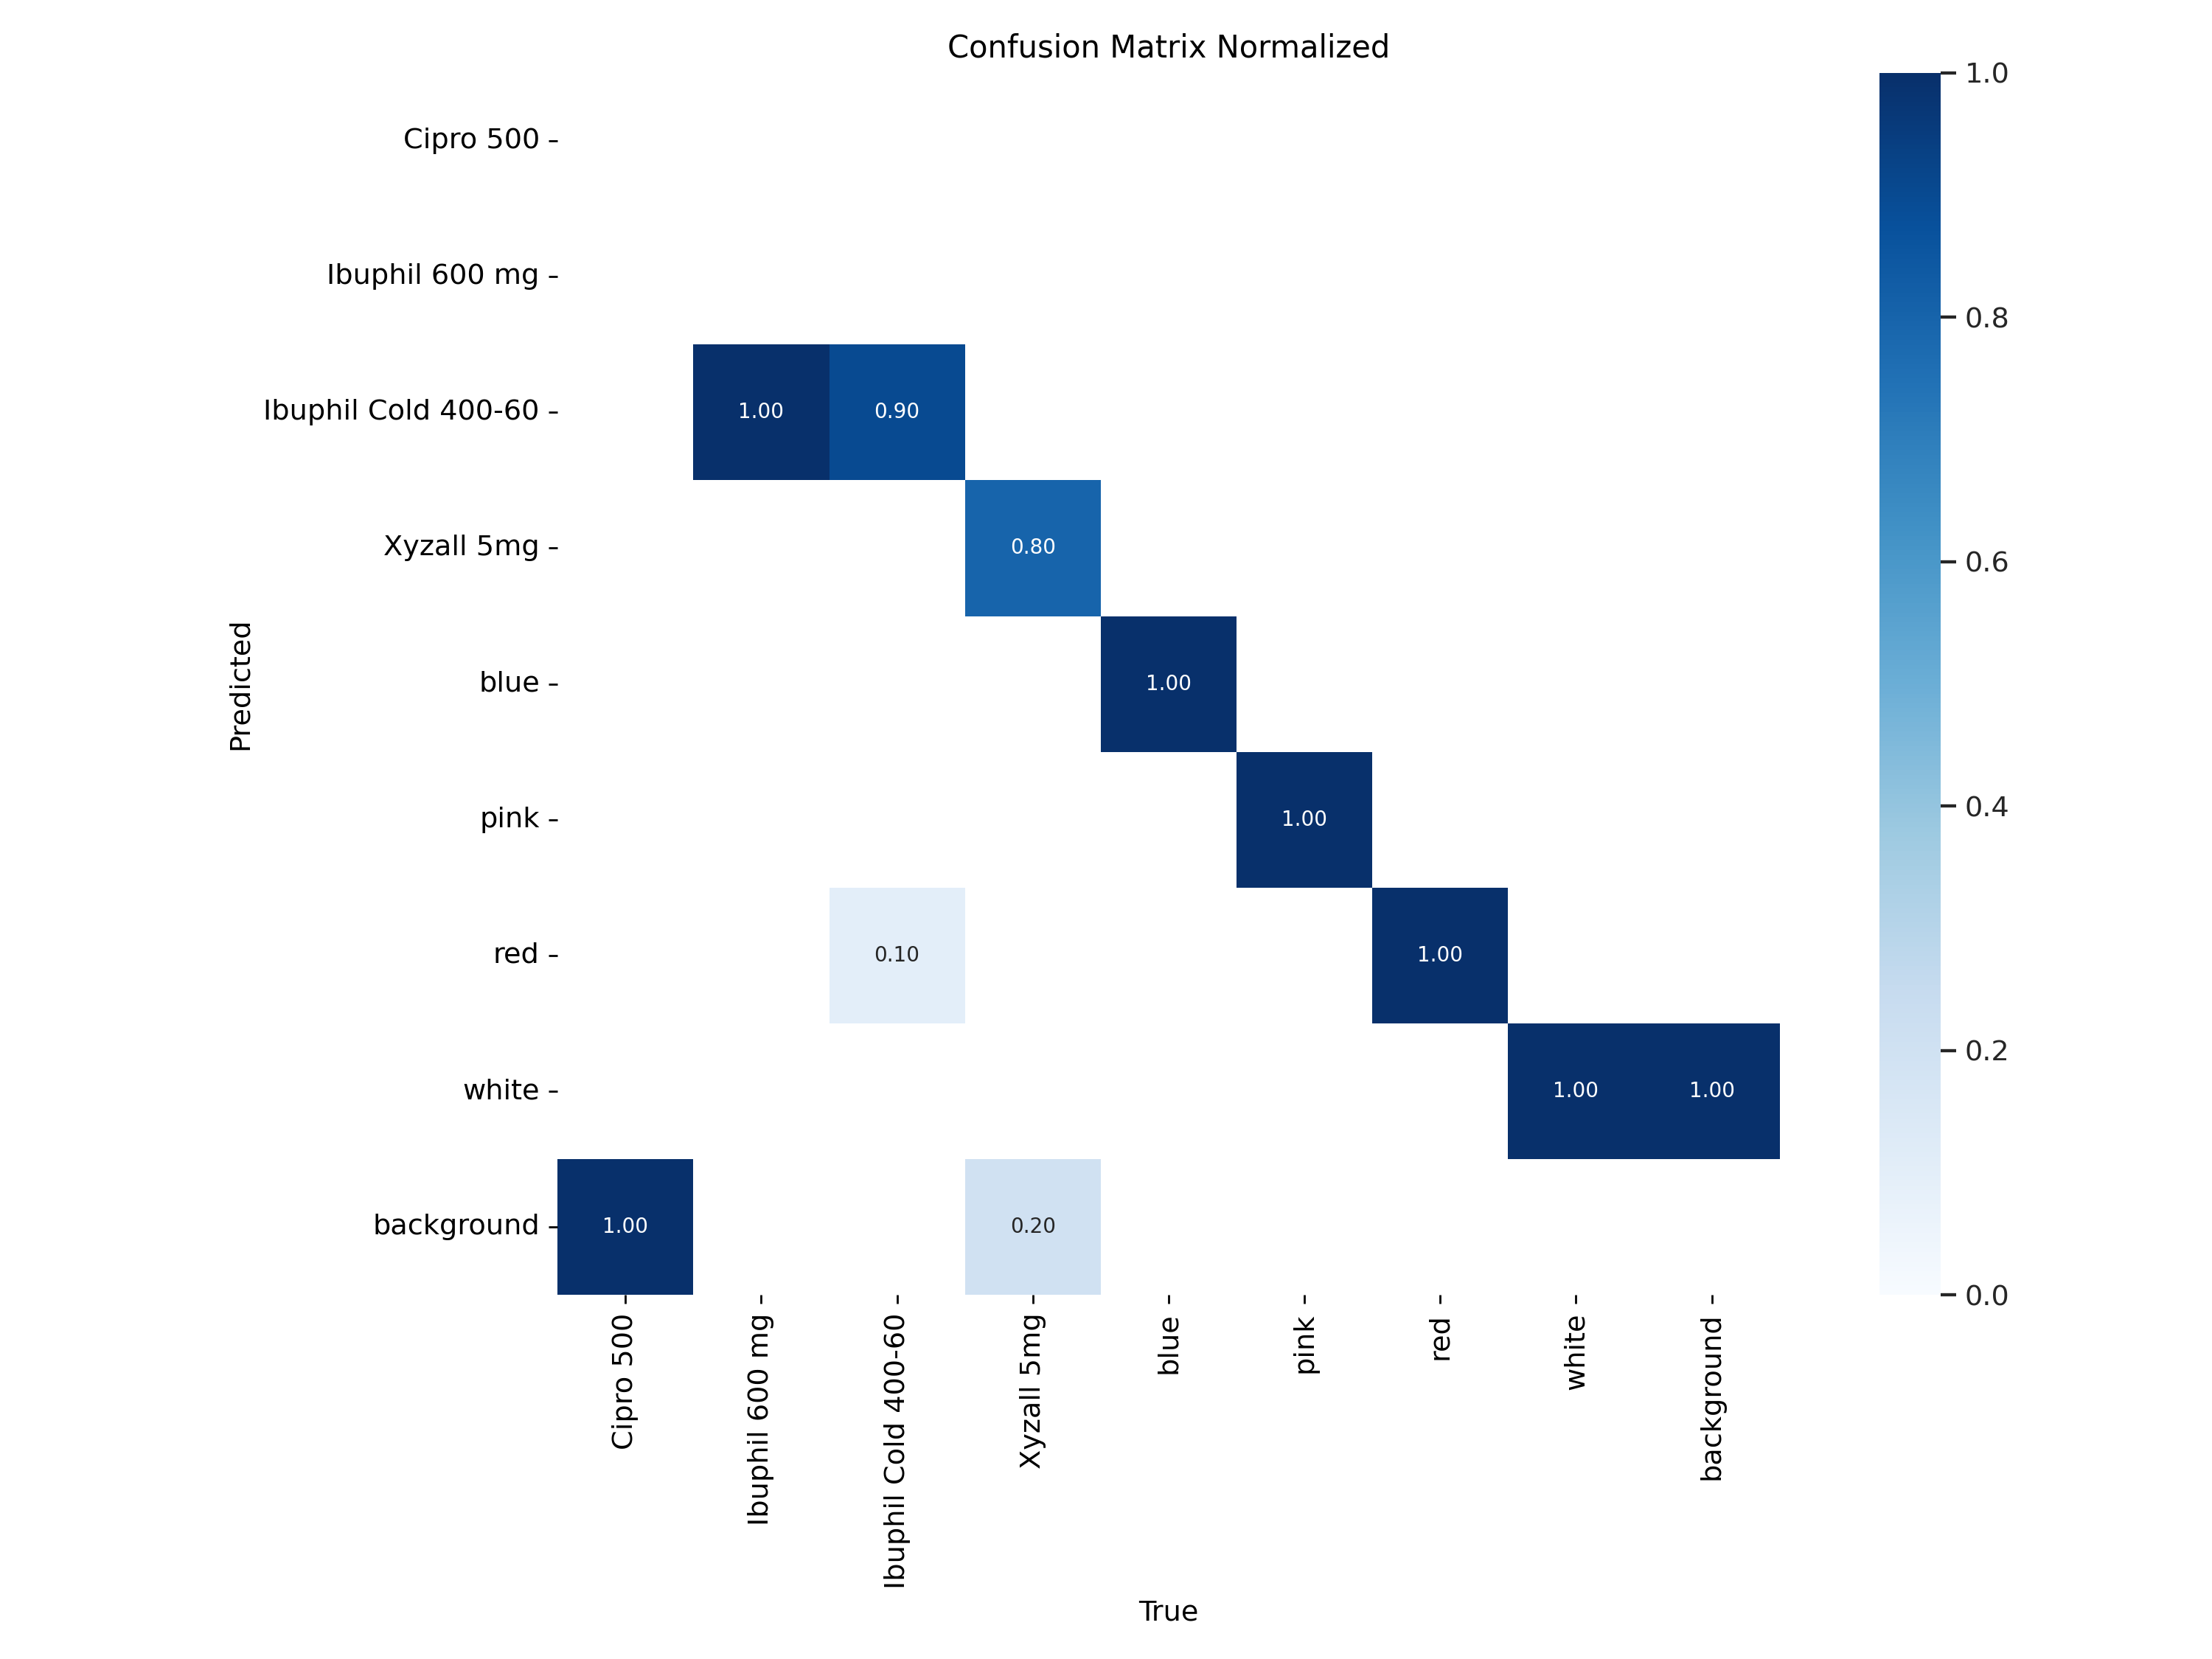 Confusion Matrix Normalized
Cipro 500
Ibuphil 600 mg
Ibuphil Cold 400-60
Xyzall 5mg
blue
pink
red
white
background
Predicted
1.00 0.90
0.80
1.00
1.00
0.10 1.00
1.00 1.00
1.00 0.20
Cipro 500
Ibuphil 600 mg
Ibuphil Cold 400-60
Xyzall 5mg
blue
pink
red
white
background
True
1.0
0.8
0.6
0.4
0.2
0.0